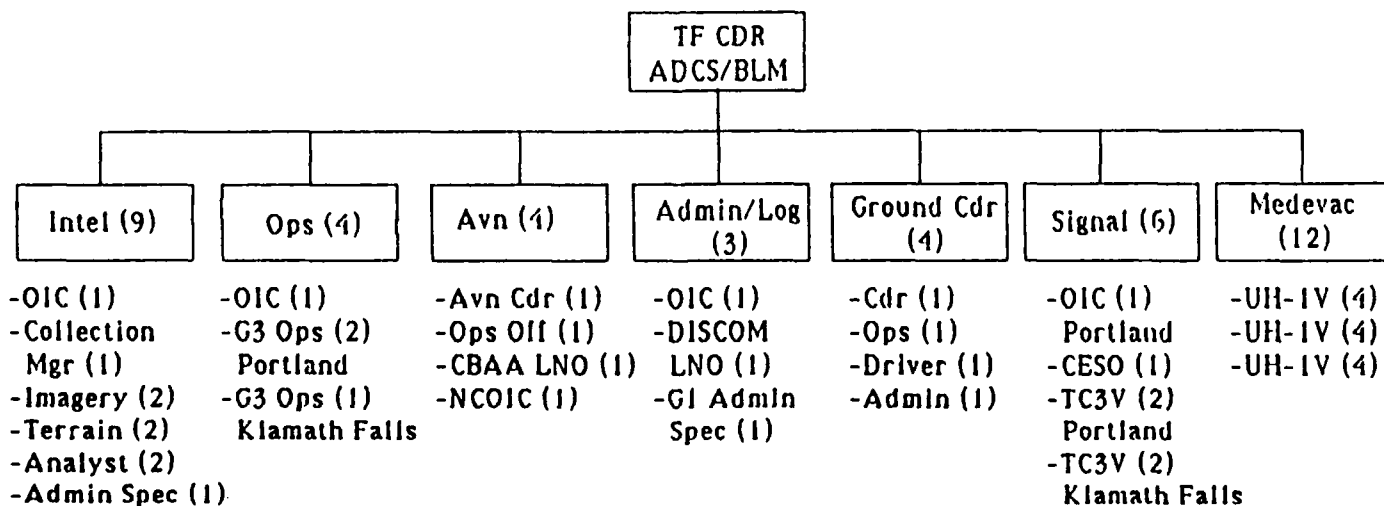 TF CDR
ADCS/BLM
Intel (9)
-OIC (1)
-Collection
Mgr (1)
-Imagery (2)
-Terrain (2)
-Analyst (2)
-Admin Spec (1)
Ops (4)
-OIC (1)
-G3 Ops (2)
Portland
-G3 Ops (1)
Klamath Falls
Avn (4)
-Avn Cdr (1)
-Ops Off (1)
-CBAA LNO (1)
-NCOIC (1)
Admin/Log
(3)
-OIC (1)
-DISCOM
LNO (1)
-G1 Admin
Spec (1)
Ground Cdr
(4)
-Cdr (1)
-Ops (1)
-Driver (1)
-Admin (1)
Signal (6)
-OIC (1)
Portland
-CESO (1)
-TC3V (2)
Portland
-TC3V (2)
Klamath Falls
Medevac
(12)
-UH-1V (4)
-UH-1V (4)
-UH-1V (4)